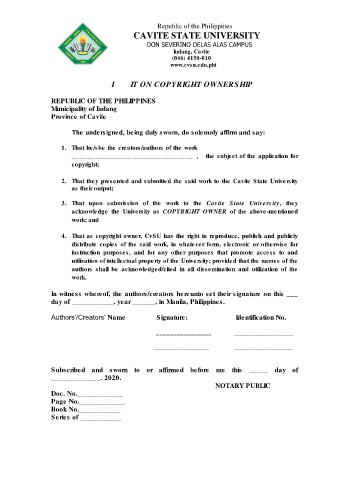 Republic of the Philippines
CAVITE STATE UNIVERSITY
DON SEVERINO DELAS ALAS CAMPUS
Indang, Cavite
(046) 4150-010
www.cvsu.edu.ph
I IT ON COPYRIGHT OWNERSHIP
REPUBLIC OF THE PHILIPPINES
Municipality of Indang
Province of Cavite
The undersigned, being duly sworn, do solemnly affirm and say:
1. That he/she the creators/authors of the work
______________________________ , the subject of the application for
copyright;
2. That they presented and submitted the said work to the Cavite State University
as their output;
3. That upon submission of the work to the Cavite State University, they
acknowledge the University as COPYRIGHT OWNER of the above-mentioned
work; and
4. That as copyright owner, CvSU has the right to reproduce, publish and publicly
distribute copies of the said work, in whatever form, electronic or otherwise for
instruction purposes, and for any other purposes that promote access to and
utilization of intellectual property of the University; provided that the names of the
authors shall be acknowledged/cited in all dissemination and utilization of the
work.
In witness whereof, the authors/creators hereunto set their signature on this ___
day of ___________, year ______, in Manila, Philippines.
Authors'/Creators' Name Signature: Identification No.
______________ ______________
______________ ______________
Subscribed and sworn to or affirmed before me this _____ day of
____________. 2020.
NOTARY PUBLIC
Doc. No.___________
Page No.___________
Book No.__________
Series of __________